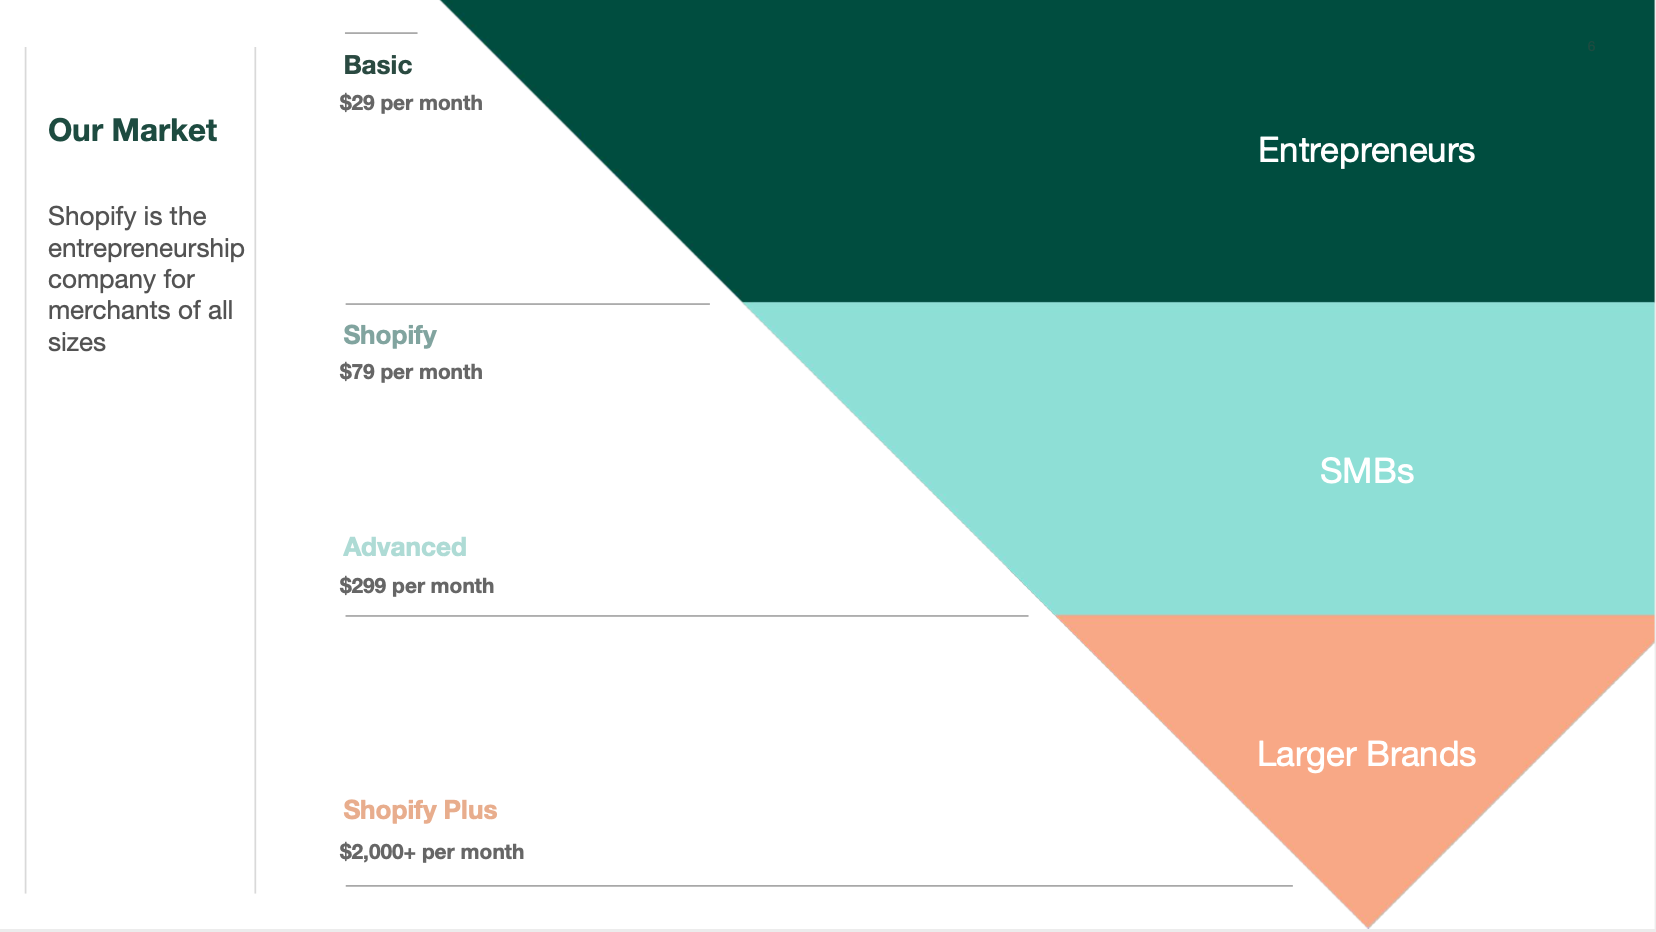 Our Market
Shopify is the
entrepreneurship
company for
merchants of all
sizes
Basic
$29 per month
Entrepreneurs
Shopify
$79 per month
SMBs
Advanced
$299 per month
Larger Brands
Shopify Plus
$2,000+ per month